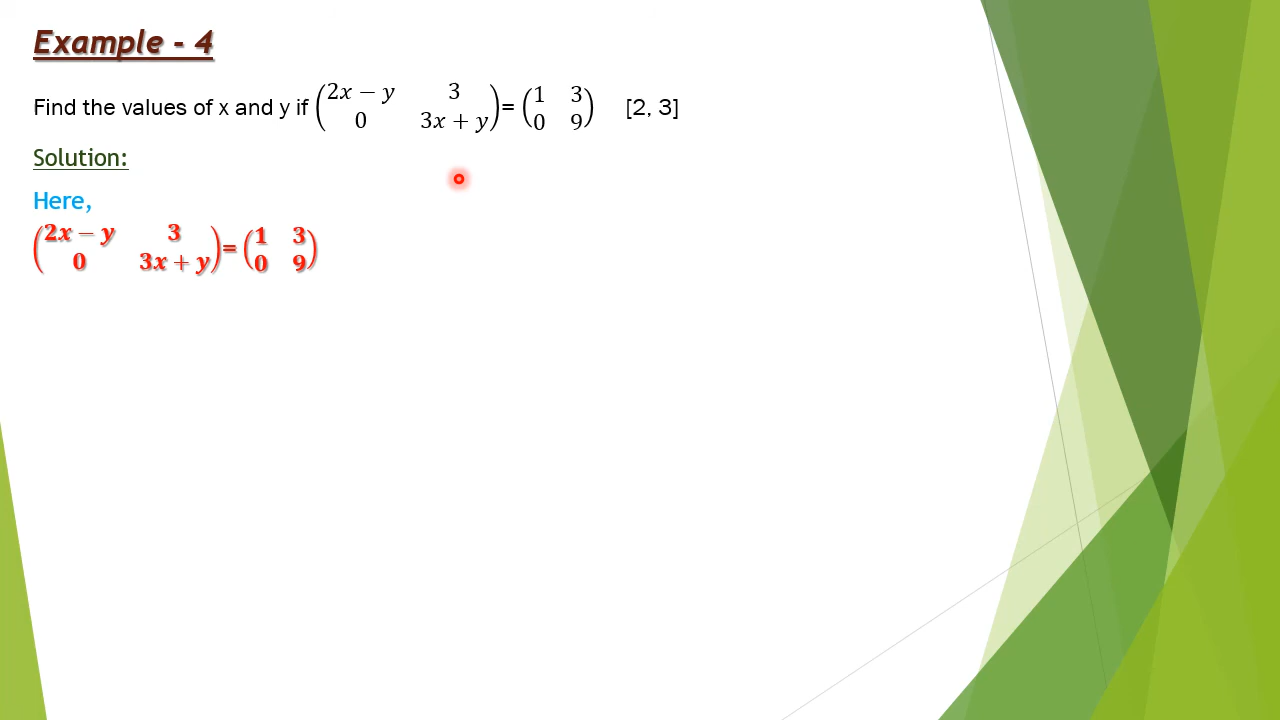 Example - 4
Find the values of x and y if (2x − y 3
0 3x + y) = (1 3
0 9) [2, 3]
Solution:
Here,
(2x − y 3
0 3x + y) = (1 3
0 9)